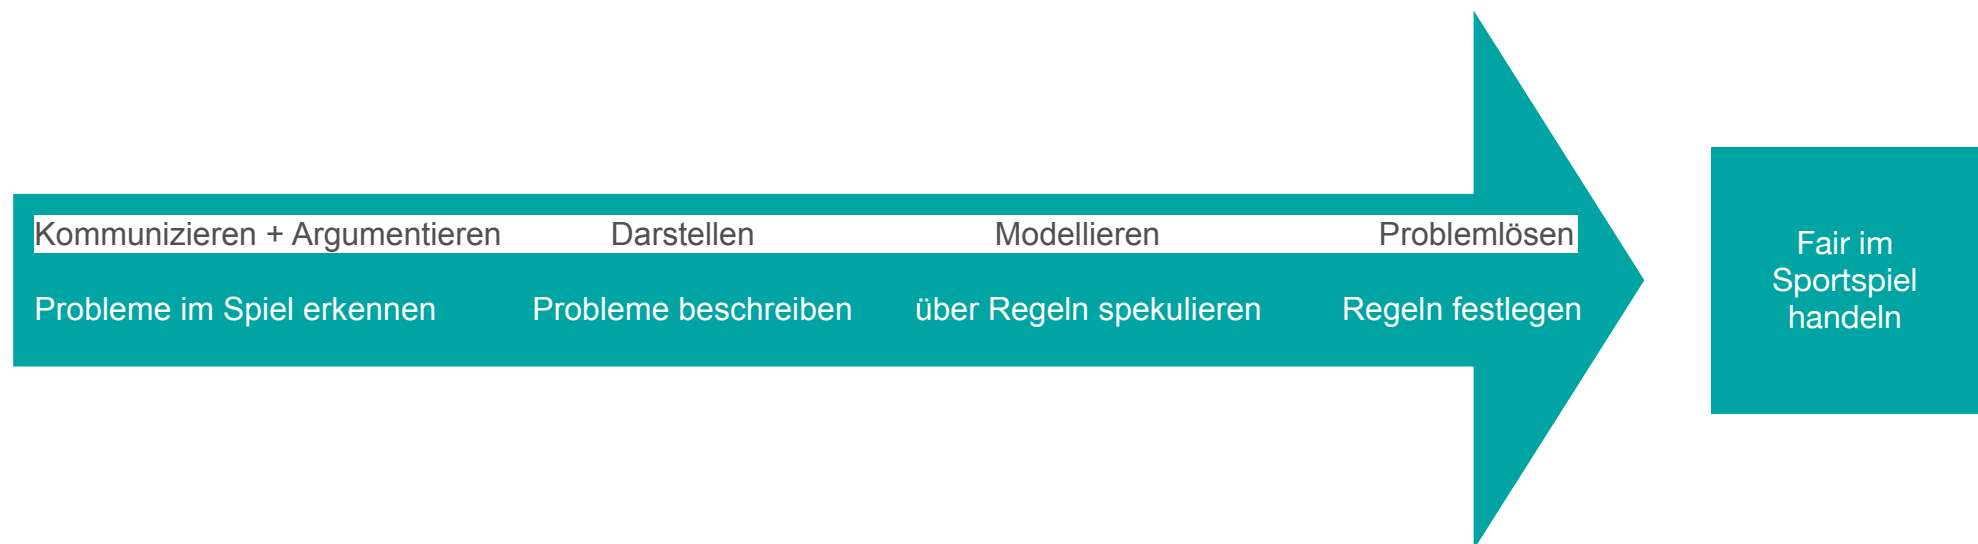 Kommunizieren + Argumentieren Darstellen Modellieren Problemlösen
Probleme im Spiel erkennen Probleme beschreiben über Regeln spekulieren Regeln festlegen
Fair im
Sportspiel
handeln